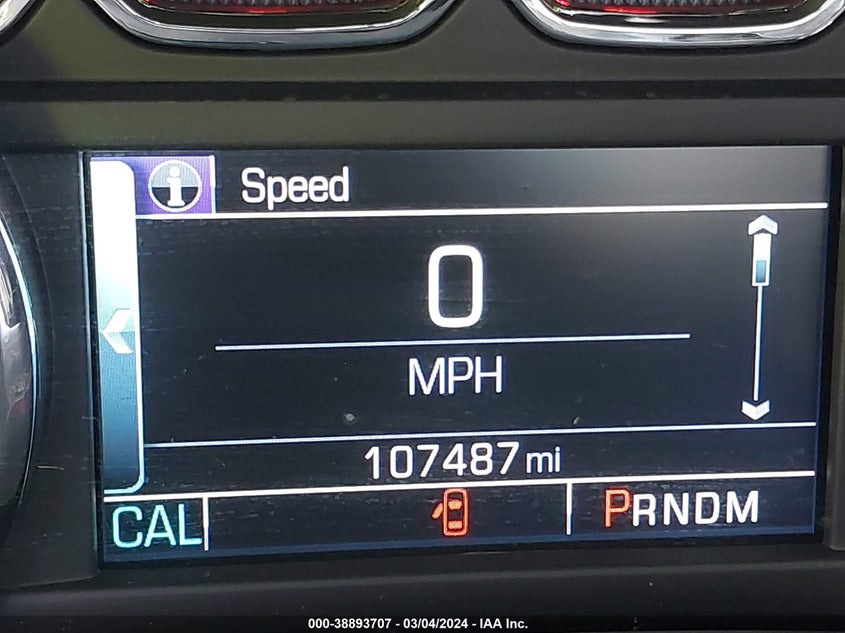 Speed
0
MPH
107487 mi
CAL
PRNDM
000-38893707 - 03/04/2024 - IAA Inc.